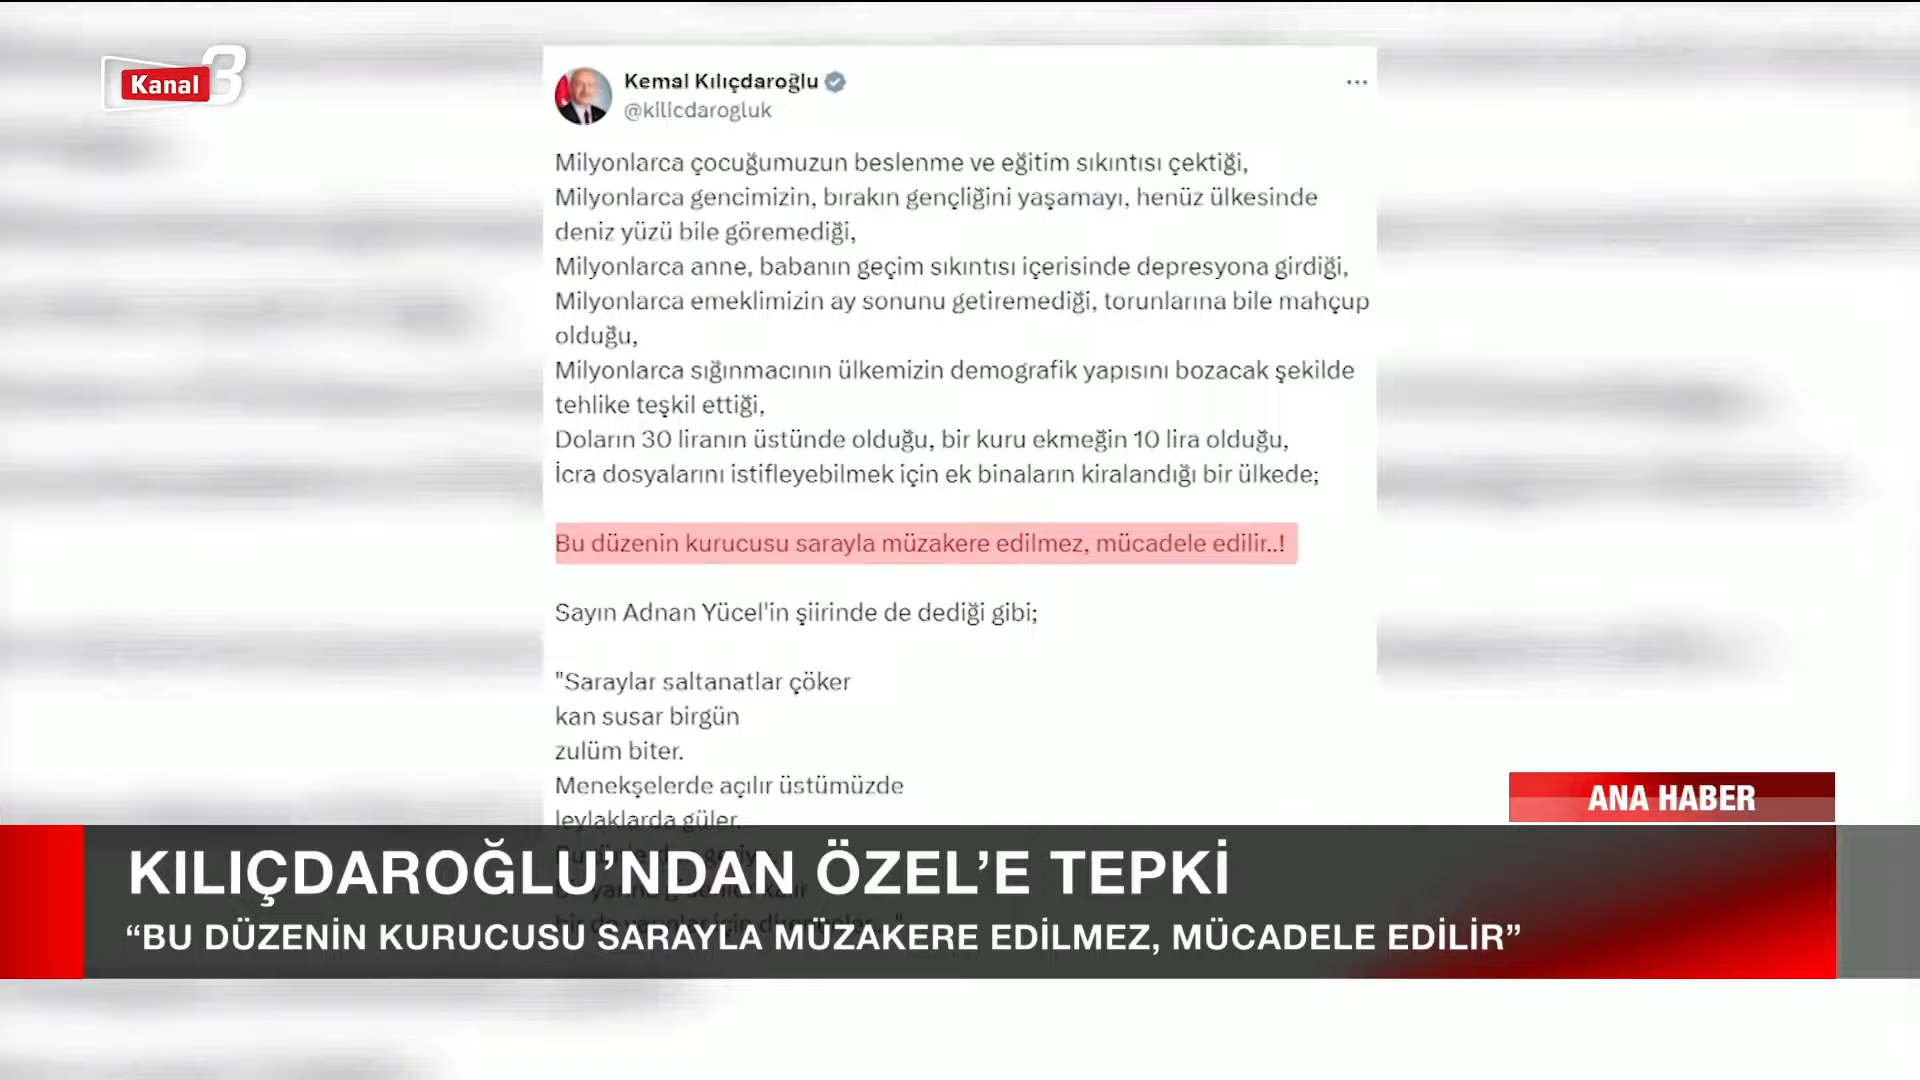 Kanal 3
Kemal Kılıçdaroğlu
@kilicdarogluk
Milyonlarca çocuğumuzun beslenme ve eğitim sıkıntısı çektiği,
Milyonlarca gencimizin, bırakın gençliğini yaşamayı, henüz ülkesinde
deniz yüzü bile göremediği,
Milyonlarca anne, babanın geçim sıkıntısı içerisinde depresyona girdiği,
Milyonlarca emeklimizin ay sonunu getiremediği, torunlarına bile mahçup
olduğu,
Milyonlarca sığınmacının ülkemizin demografik yapısını bozacak şekilde
tehlike teşkil ettiği,
Doların 30 liranın üstünde olduğu, bir kuru ekmeğin 10 lira olduğu,
İcra dosyalarını istifleyebilmek için ek binaların kiralandığı bir ülkede;
Bu düzenin kurucusu sarayla müzakere edilmez, mücadele edilir..!
Sayın Adnan Yücel'in şiirinde de dediği gibi;
"Saraylar saltanatlar çöker
kan susar birgün
zulüm biter.
Menekşelerde açılır üstümüzde
leylaklarda güler.
ANA HABER
KILIÇDAROĞLU’NDAN ÖZEL’E TEPKİ
“BU DÜZENİN KURUCUSU SARAYLA MÜZAKERE EDİLMEZ, MÜCADELE EDİLİR”